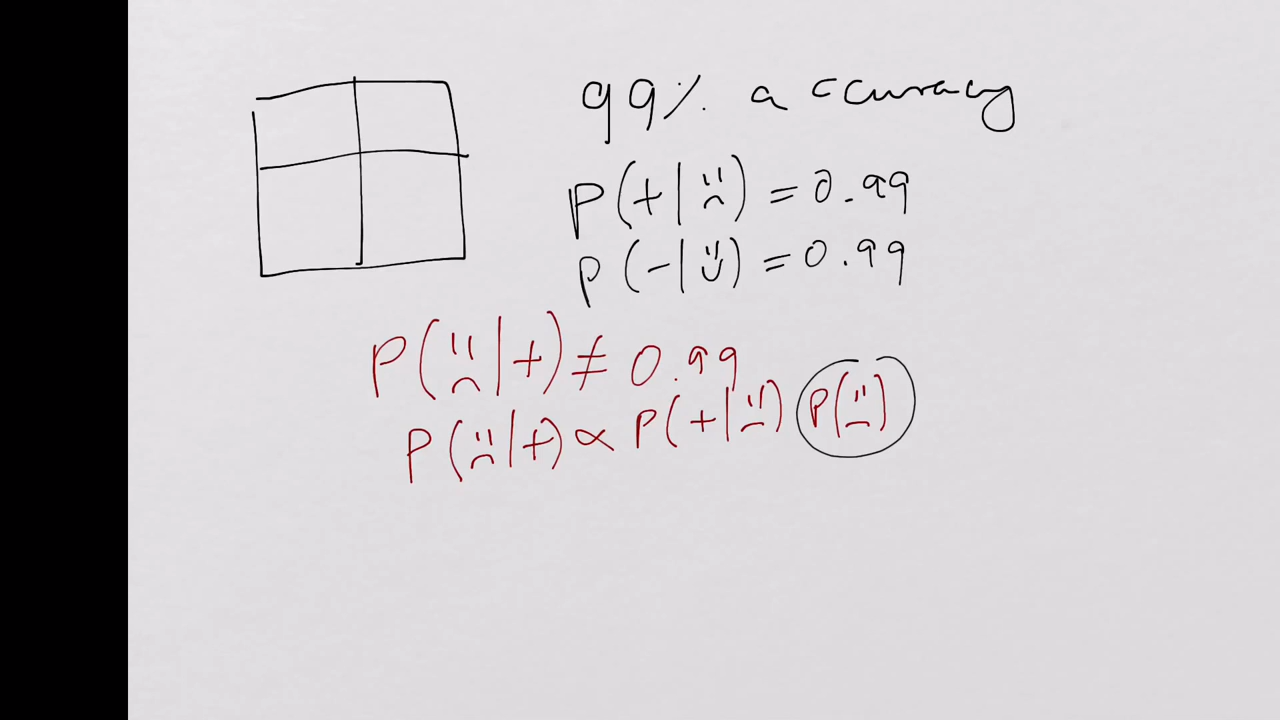 99% accuracy
P(+|☹) = 0.99
P(-|☺) = 0.99
P(☹|+) ≠ 0.99
P(☹|+) ∝ P(+|☹) P(☹)